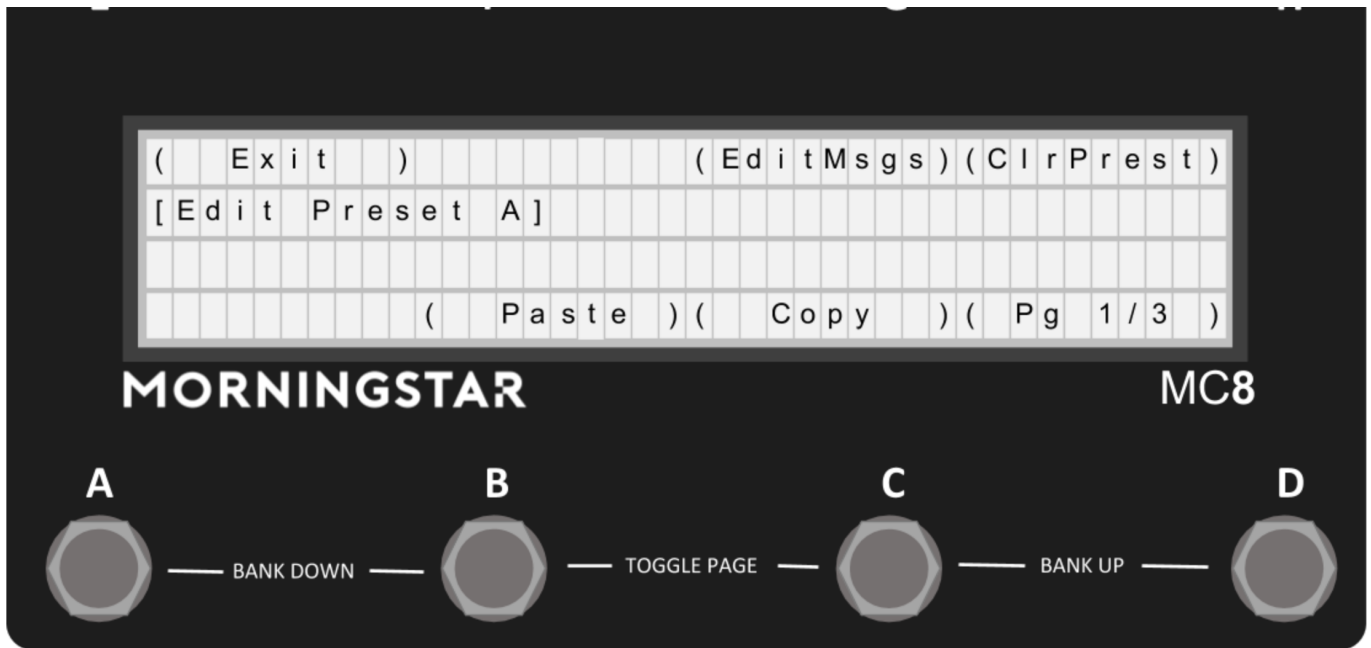 ( Exit ) (EditMsgs)(ClrPrest)
[Edit Preset A]
( Paste )( Copy )( Pg 1/3 )
MORNINGSTAR MC8
A B C D
BANK DOWN TOGGLE PAGE BANK UP